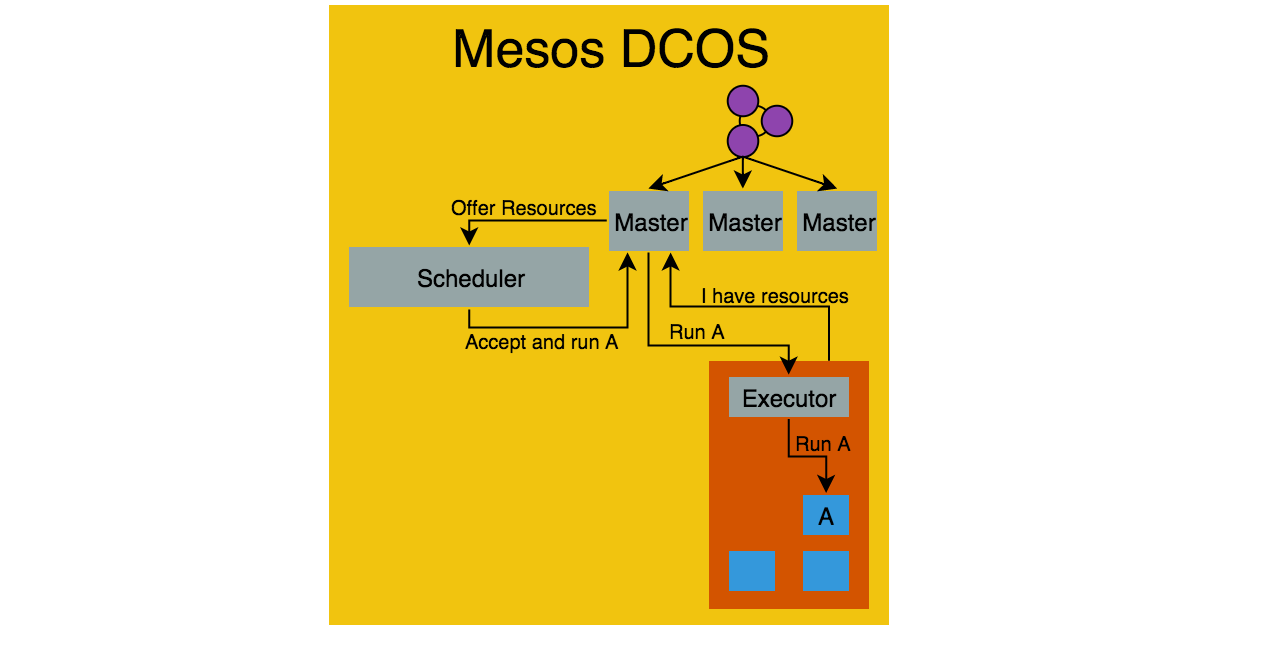 Mesos DCOS
Offer Resources
Master
Master
Master
Scheduler
I have resources
Accept and run A
Run A
Executor
Run A
A